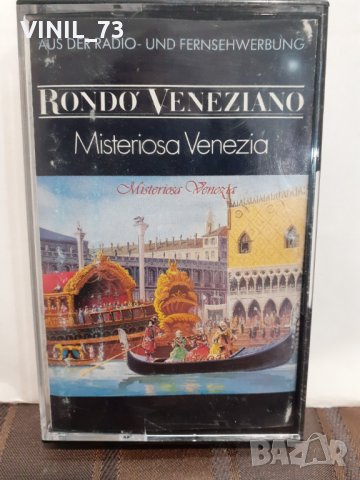 VINIL_73
AUS DER RADIO- UND FERNSEHWERBUNG
RONDO' VENEZIANO
Misteriosa Venezia
Misteriosa Venezia
BAZAR